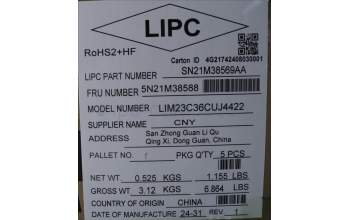 LIPC
RoHS2+HF
Carton ID 4G21742408030001
LIPC PART NUMBER SN21M38569AA
FRU NUMBER 5N21M38588
MODEL NUMBER LIM23C36CUJ4422
SUPPLIER NAME CNY
ADDRESS San Zhong Guan Li Qu
Qing Xi, Dong Guan, China
PALLET NO. 1 PKG Q'TY 5 PCS
NET WT. 0.525 KGS 1.155 LBS
GROSS WT 3.12 KGS 6.864 LBS
COUNTRY OF ORIGIN CHINA
DATE OF MANUFACTURE 24-31 REV. 1